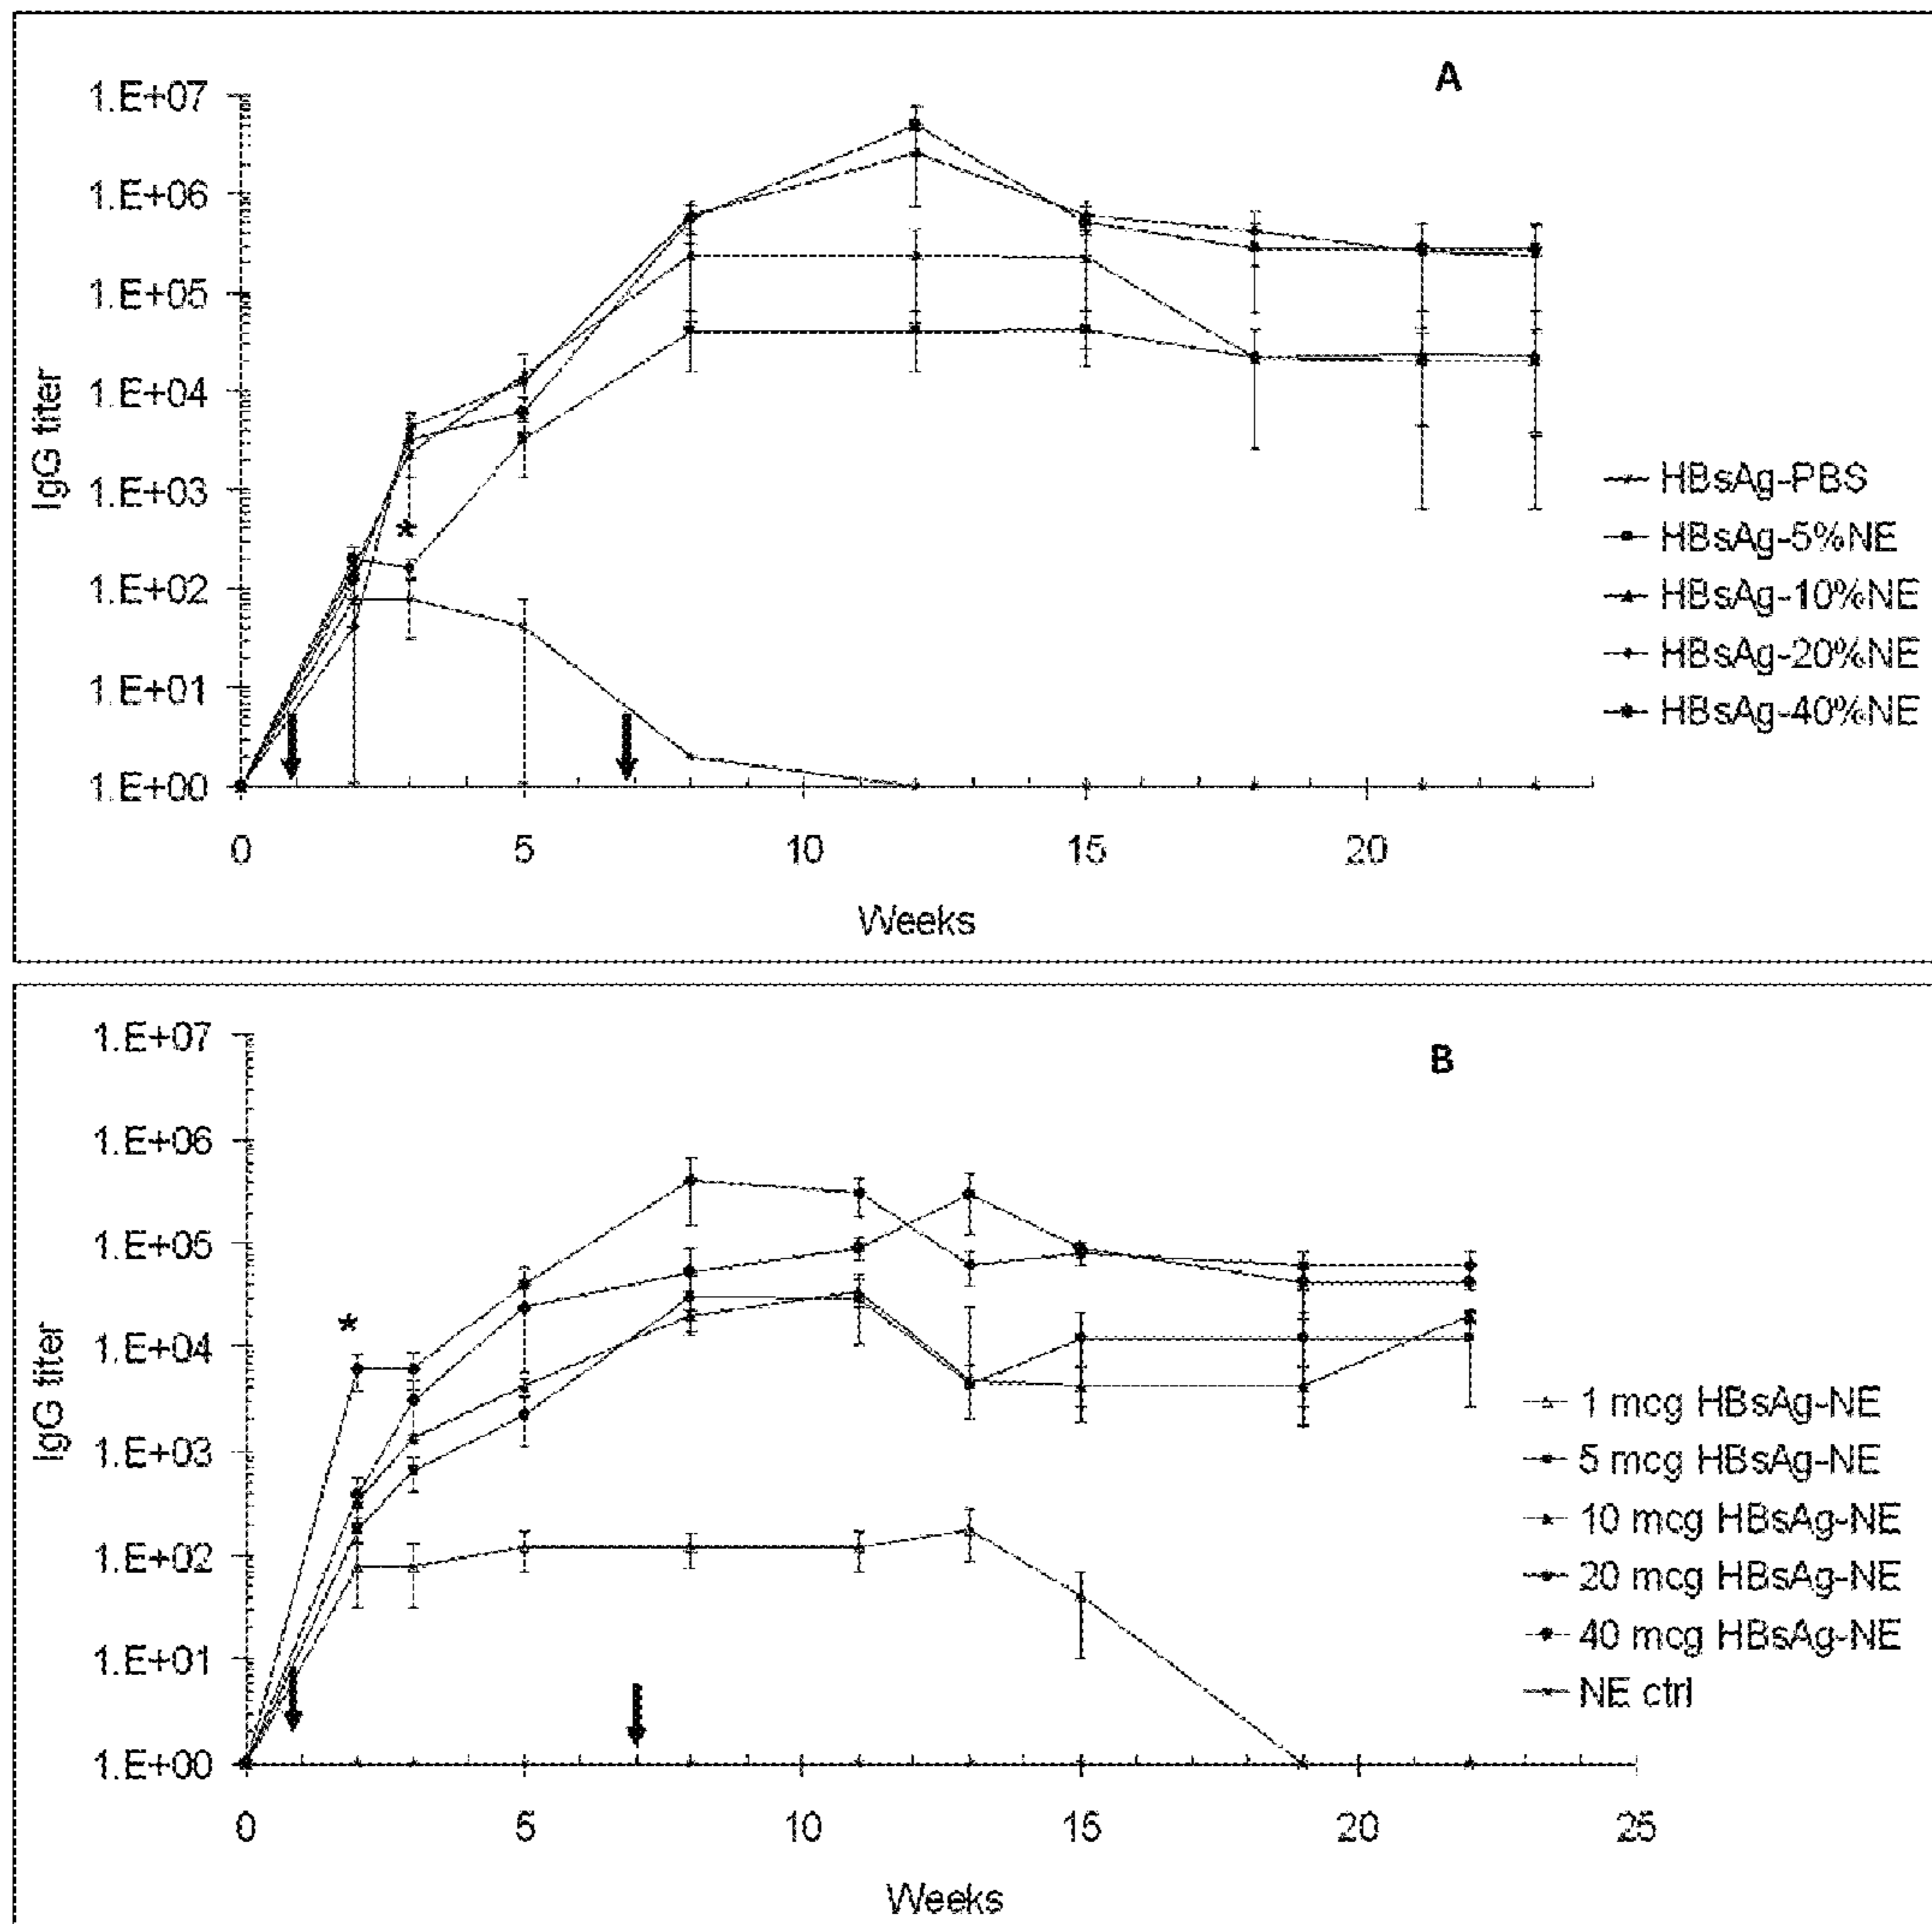 A
1.E+07
1.E+06
1.E+05
1.E+04
1.E+03
1.E+02
1.E+01
1.E+00
IgG titer
*
0 5 10 15 20
Weeks
HBsAg-PBS
HBsAg-5%NE
HBsAg-10%NE
HBsAg-20%NE
HBsAg-40%NE
B
1.E+07
1.E+06
1.E+05
1.E+04
1.E+03
1.E+02
1.E+01
1.E+00
IgG titer
*
0 5 10 15 20 25
Weeks
1 mcg HBsAg-NE
5 mcg HBsAg-NE
10 mcg HBsAg-NE
20 mcg HBsAg-NE
40 mcg HBsAg-NE
NE ctrl